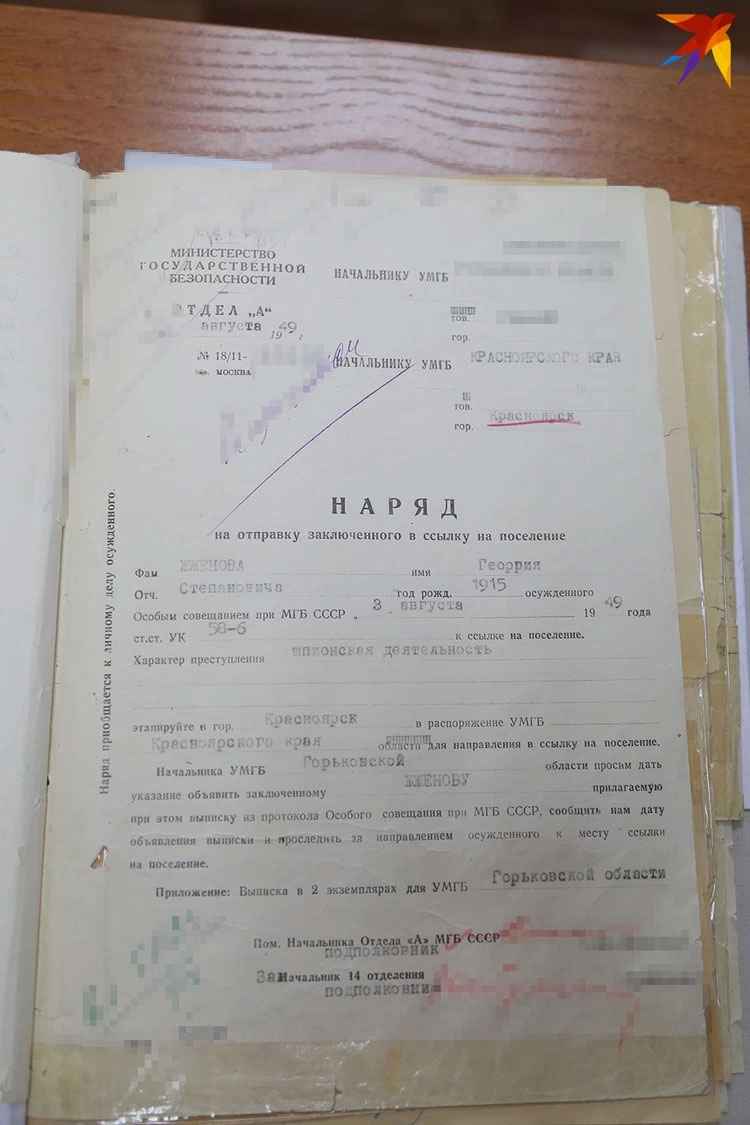 МИНИСТЕРСТВО
ГОСУДАРСТВЕННОЙ
БЕЗОПАСНОСТИ
ОТДЕЛ „А“
августа 1949 г
№ 18/11-
МОСКВА
НАЧАЛЬНИКУ УМГБ
тов.
гор.
НАЧАЛЬНИКУ УМГБ КРАСНОЯРСКОГО КРАЯ
тов.
гор. Красноярск
НАРЯД
на отправку заключенного в ссылку на поселение
Фам ЖЖЕНОВА имя Георгия
Отч. Степановича год рожд. 1915 осужденного
Особым совещанием при МГБ СССР „ 3 “ августа 1949 года
ст.ст. УК 58-6 к ссылке на поселение.
Характер преступления шпионская деятельность
этапируйте в гор. Красноярск в распоряжение УМГБ
Красноярского края области для направления в ссылку на поселение.
Начальника УМГБ Горьковской области просим дать
указание объявить заключенному ЖЖЕНОВУ прилагаемую
при этом выписку из протокола Особого совещания при МГБ СССР, сообщить нам дату
объявления выписки и проследить за направлением осужденного к месту ссылки
на поселение.
Приложение: Выписка в 2 экземплярах для УМГБ Горьковской области
Пом. Начальника Отдела «А» МГБ СССР
ПОДПОЛКОВНИК
Зам Начальник 14 отделения
ПОДПОЛКОВНИК
Наряд приобщается к личному делу осужденного.